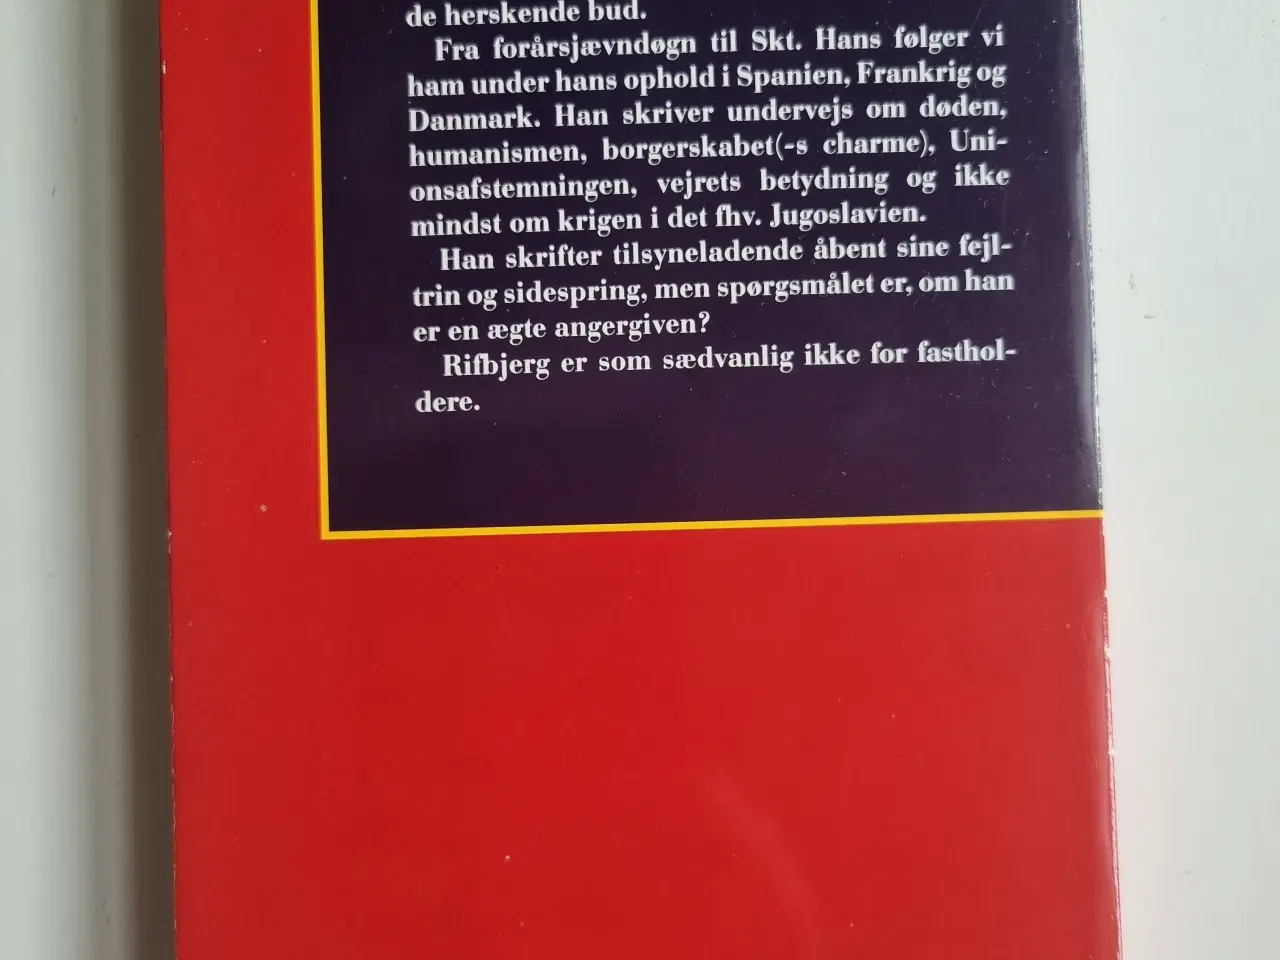 de herskende bud.
Fra forårsjævndøgn til Skt. Hans følger vi
ham under hans ophold i Spanien, Frankrig og
Danmark. Han skriver undervejs om døden,
humanismen, borgerskabet(-s charme), Uni-
onsafstemningen, vejrets betydning og ikke
mindst om krigen i det fhv. Jugoslavien.
Han skrifter tilsyneladende åbent sine fejl-
trin og sidespring, men spørgsmålet er, om han
er en ægte angergiven?
Rifbjerg er som sædvanlig ikke for fasthol-
dere.